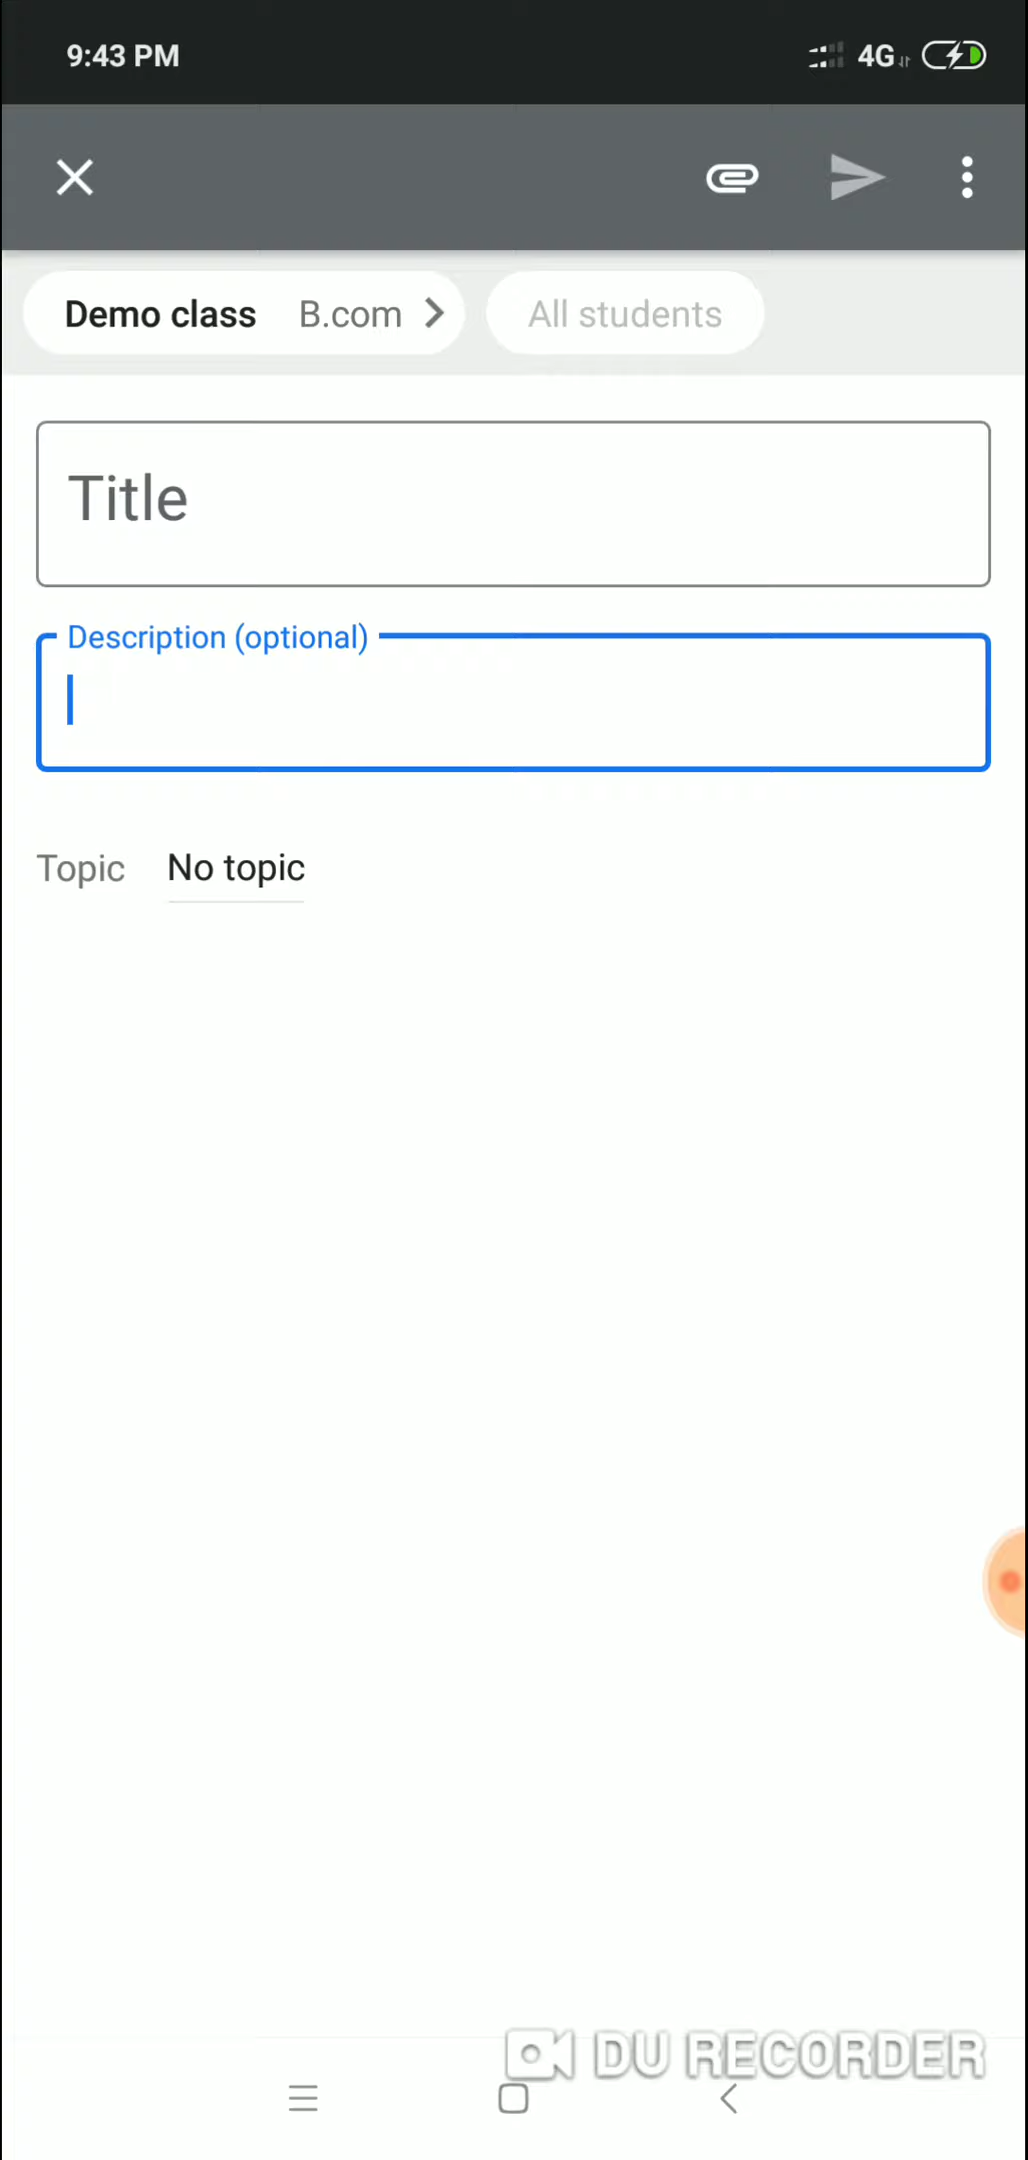 9:43 PM
4G
Demo class B.com
All students
Title
Description (optional)
Topic No topic
DU RECORDER